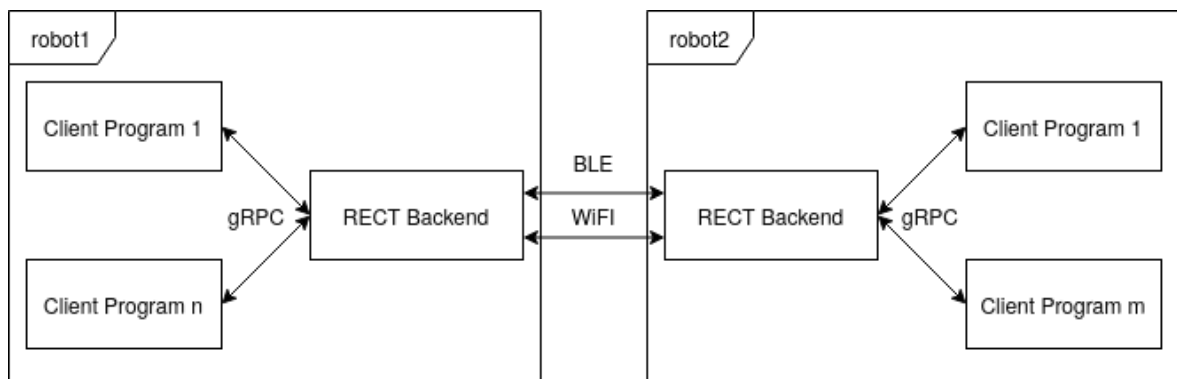 robot1
robot2
Client Program 1
Client Program 1
BLE
gRPC
RECT Backend
WiFI
RECT Backend
gRPC
Client Program n
Client Program m